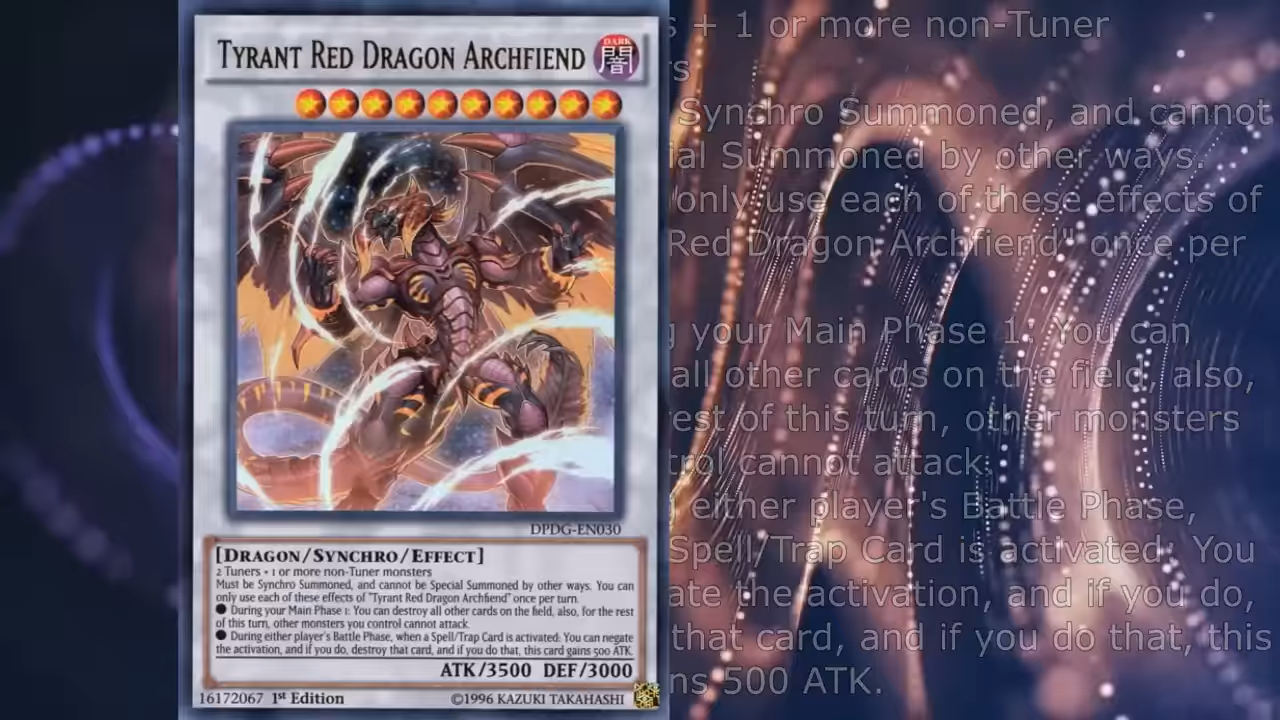 TYRANT RED DRAGON ARCHFIEND
DARK
闇
DPDG-EN030
[DRAGON/SYNCHRO/EFFECT]
2 Tuners + 1 or more non-Tuner monsters
Must be Synchro Summoned, and cannot be Special Summoned by other ways. You can
only use each of these effects of "Tyrant Red Dragon Archfiend" once per turn.
● During your Main Phase 1: You can destroy all other cards on the field, also, for the rest
of this turn, other monsters you control cannot attack.
● During either player's Battle Phase, when a Spell/Trap Card is activated: You can negate
the activation, and if you do, destroy that card, and if you do that, this card gains 500 ATK.
ATK/3500 DEF/3000
16172067 1st Edition
©1996 KAZUKI TAKAHASHI
s + 1 or more non-Tuner
rs
Synchro Summoned, and cannot
ial Summoned by other ways.
only use each of these effects of
Red Dragon Archfiend" once per
g your Main Phase 1: You can
all other cards on the field, also,
est of this turn, other monsters
trol cannot attack.
either player's Battle Phase,
Spell/Trap Card is activated: You
ate the activation, and if you do,
that card, and if you do that, this
ns 500 ATK.